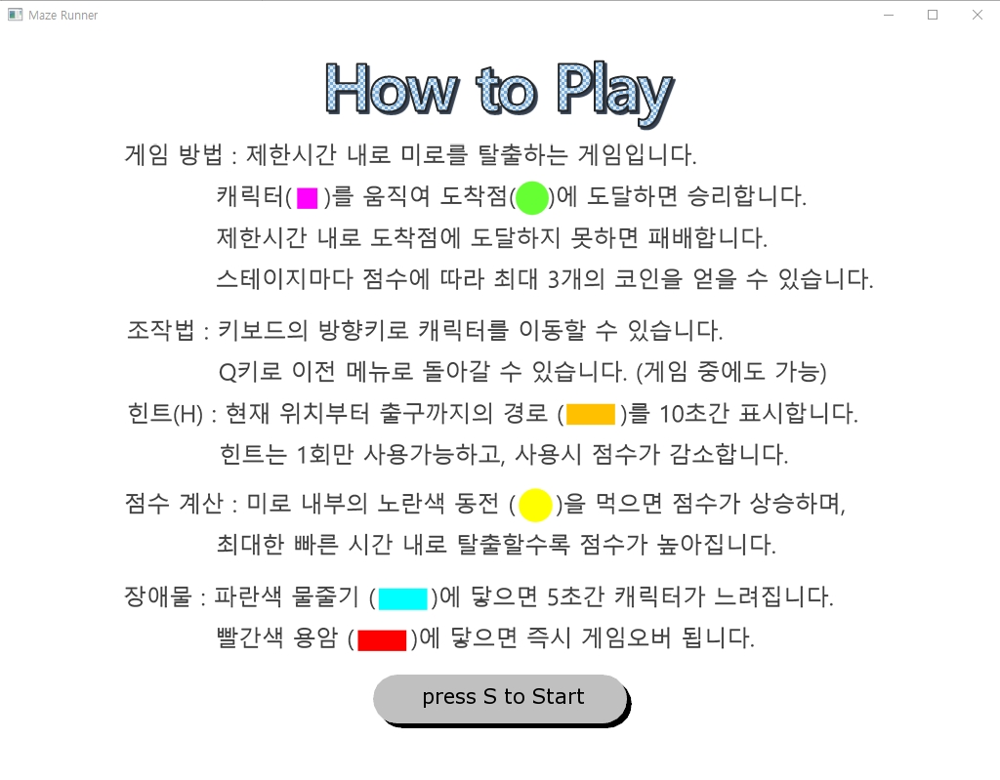 Maze Runner
How to Play
게임 방법 : 제한시간 내로 미로를 탈출하는 게임입니다.
캐릭터( )를 움직여 도착점( )에 도달하면 승리합니다.
제한시간 내로 도착점에 도달하지 못하면 패배합니다.
스테이지마다 점수에 따라 최대 3개의 코인을 얻을 수 있습니다.
조작법 : 키보드의 방향키로 캐릭터를 이동할 수 있습니다.
Q키로 이전 메뉴로 돌아갈 수 있습니다. (게임 중에도 가능)
힌트(H) : 현재 위치부터 출구까지의 경로 ( )를 10초간 표시합니다.
힌트는 1회만 사용가능하고, 사용시 점수가 감소합니다.
점수 계산 : 미로 내부의 노란색 동전 ( )을 먹으면 점수가 상승하며,
최대한 빠른 시간 내로 탈출할수록 점수가 높아집니다.
장애물 : 파란색 물줄기 ( )에 닿으면 5초간 캐릭터가 느려집니다.
빨간색 용암 ( )에 닿으면 즉시 게임오버 됩니다.
press S to Start